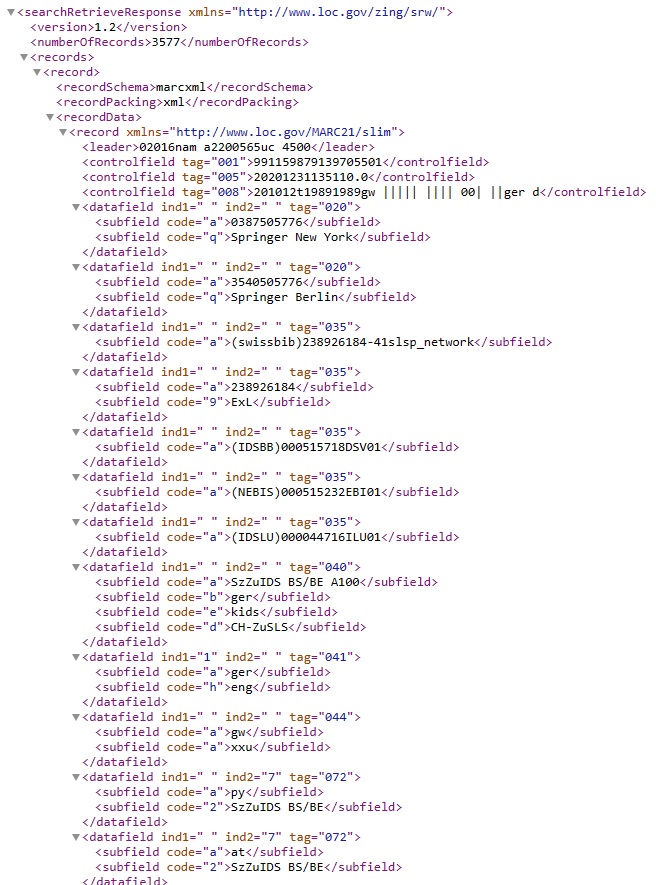 ▼<searchRetrieveResponse xmlns="http://www.loc.gov/zing/srw/">
<version>1.2</version>
<numberOfRecords>3577</numberOfRecords>
▼<records>
▼<record>
<recordSchema>marcxml</recordSchema>
<recordPacking>xml</recordPacking>
▼<recordData>
▼<record xmlns="http://www.loc.gov/MARC21/slim">
<leader>02016nam a2200565uc 4500</leader>
<controlfield tag="001">991159879139705501</controlfield>
<controlfield tag="005">20201231135110.0</controlfield>
<controlfield tag="008">201012t19891989gw ||||| |||| 00| ||ger d</controlfield>
▼<datafield ind1=" " ind2=" " tag="020">
<subfield code="a">0387505776</subfield>
<subfield code="q">Springer New York</subfield>
</datafield>
▼<datafield ind1=" " ind2=" " tag="020">
<subfield code="a">3540505776</subfield>
<subfield code="q">Springer Berlin</subfield>
</datafield>
▼<datafield ind1=" " ind2=" " tag="035">
<subfield code="a">(swissbib)238926184-41slsp_network</subfield>
</datafield>
▼<datafield ind1=" " ind2=" " tag="035">
<subfield code="a">238926184</subfield>
<subfield code="9">ExL</subfield>
</datafield>
▼<datafield ind1=" " ind2=" " tag="035">
<subfield code="a">(IDSBB)000515718DSV01</subfield>
</datafield>
▼<datafield ind1=" " ind2=" " tag="035">
<subfield code="a">(NEBIS)000515232EBI01</subfield>
</datafield>
▼<datafield ind1=" " ind2=" " tag="035">
<subfield code="a">(IDSLU)000044716ILU01</subfield>
</datafield>
▼<datafield ind1=" " ind2=" " tag="040">
<subfield code="a">SzZuIDS BS/BE A100</subfield>
<subfield code="b">ger</subfield>
<subfield code="e">kids</subfield>
<subfield code="d">CH-ZuSLS</subfield>
</datafield>
▼<datafield ind1="1" ind2=" " tag="041">
<subfield code="a">ger</subfield>
<subfield code="h">eng</subfield>
</datafield>
▼<datafield ind1=" " ind2=" " tag="044">
<subfield code="a">gw</subfield>
<subfield code="a">xxu</subfield>
</datafield>
▼<datafield ind1=" " ind2="7" tag="072">
<subfield code="a">py</subfield>
<subfield code="2">SzZuIDS BS/BE</subfield>
</datafield>
▼<datafield ind1=" " ind2="7" tag="072">
<subfield code="a">at</subfield>
<subfield code="2">SzZuIDS BS/BE</subfield>
</datafield>